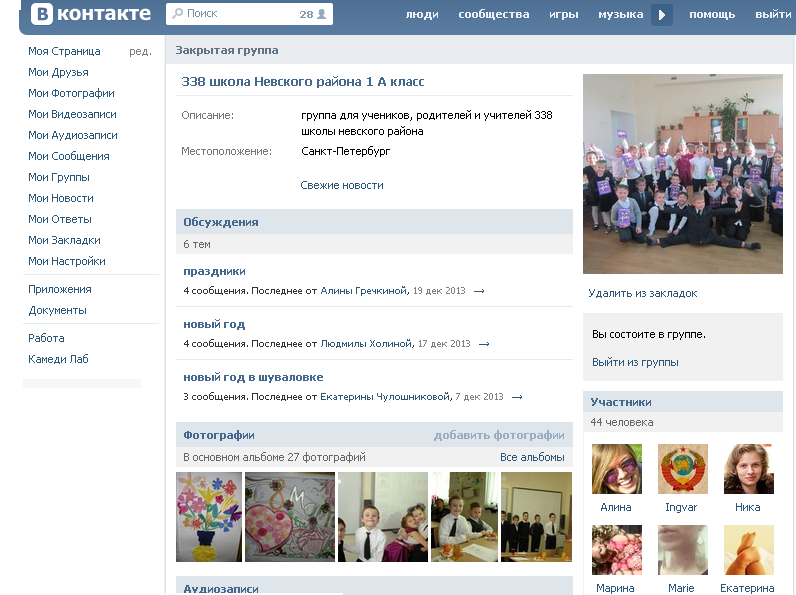 В контакте
Поиск 28
люди сообщества игры музыка помощь выйти
Моя Страница ред.
Мои Друзья
Мои Фотографии
Мои Видеозаписи
Мои Аудиозаписи
Мои Сообщения
Мои Группы
Мои Новости
Мои Ответы
Мои Закладки
Мои Настройки
Приложения
Документы
Работа
Камеди Лаб
Закрытая группа
338 школа Невского района 1 А класс
Описание: группа для учеников, родителей и учителей 338
школы невского района
Местоположение: Санкт-Петербург
Свежие новости
Обсуждения
6 тем
праздники
4 сообщения. Последнее от Алины Гречкиной, 19 дек 2013 →
новый год
4 сообщения. Последнее от Людмилы Холиной, 17 дек 2013 →
новый год в шуваловке
3 сообщения. Последнее от Екатерины Чулошниковой, 7 дек 2013 →
Фотографии добавить фотографии
В основном альбоме 27 фотографий Все альбомы
М
Аудиозаписи
Удалить из закладок
Вы состоите в группе.
Выйти из группы
Участники
44 человека
Алина Ingvar Ника
Марина Marie Екатерина